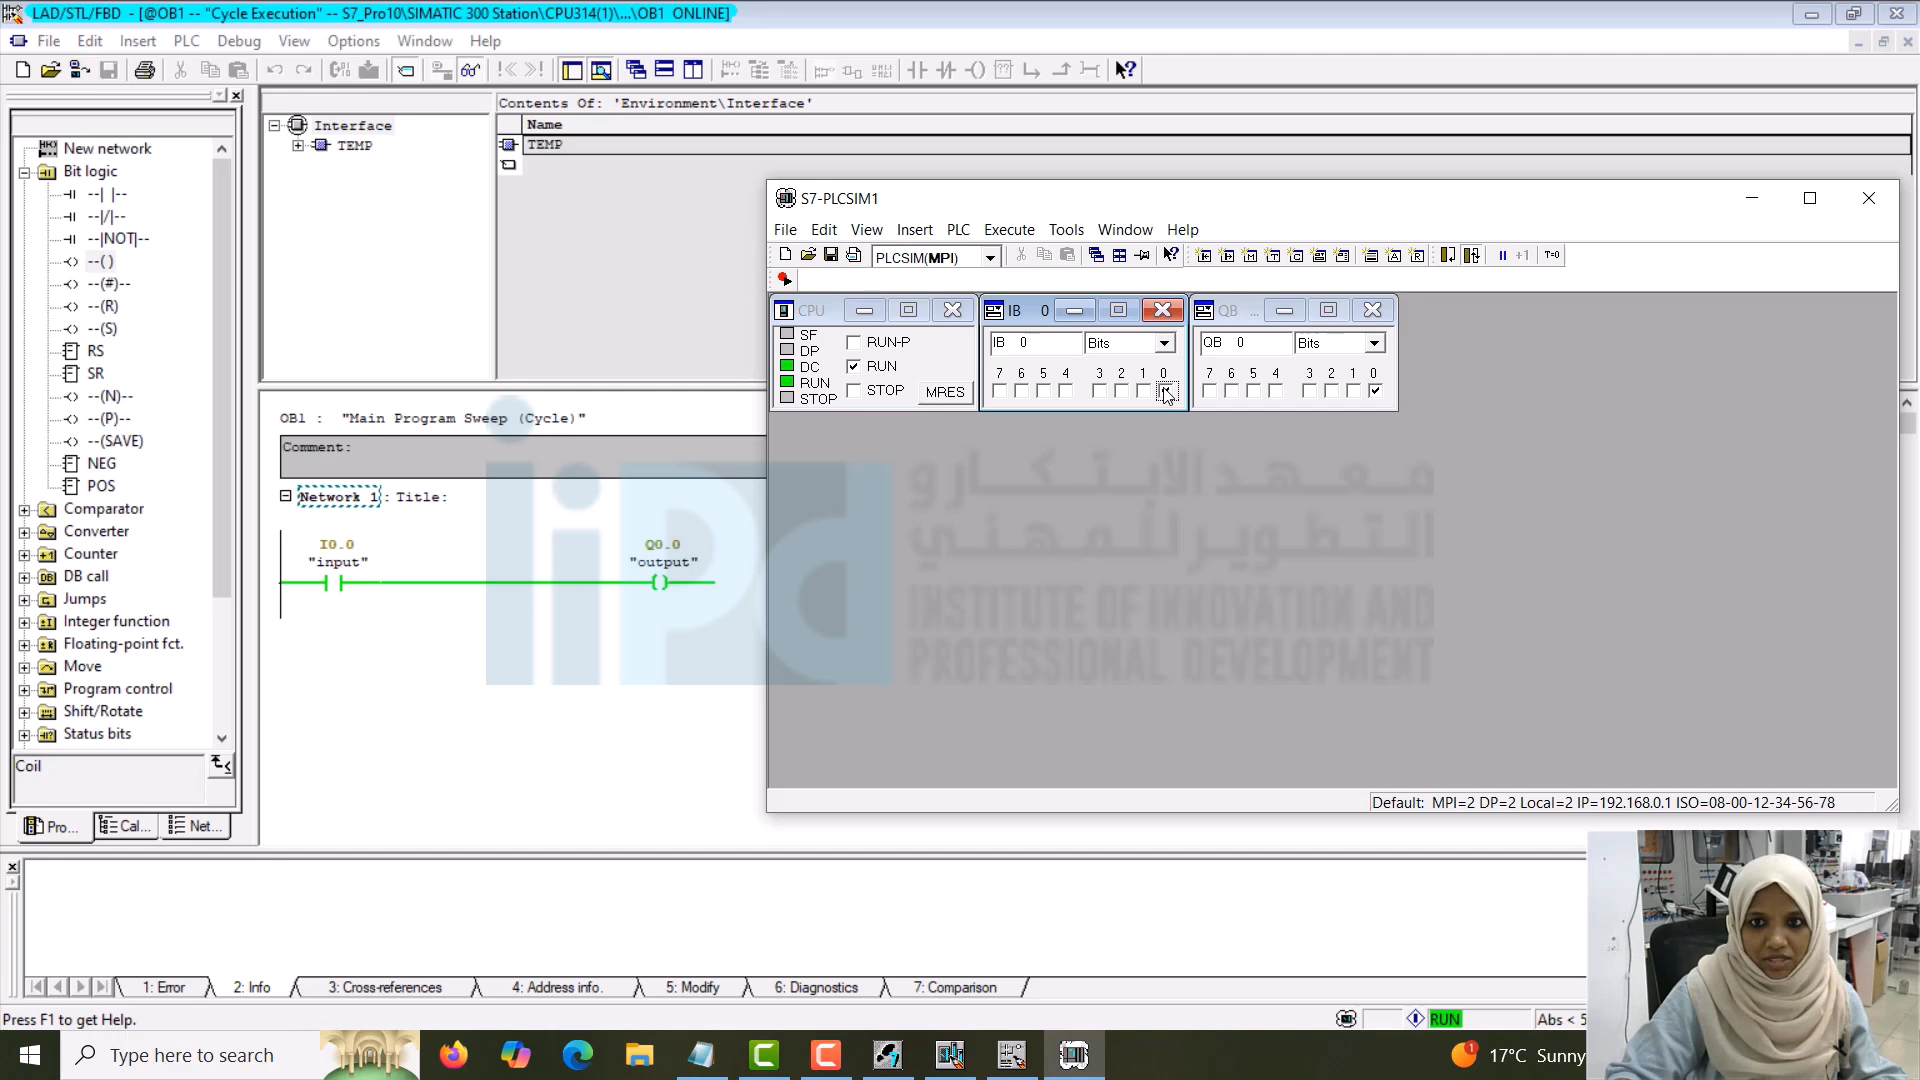 LAD/STL/FBD - [@OB1 -- "Cycle Execution" -- S7_Pro10\SIMATIC 300 Station\CPU314(1)\...\OB1 ONLINE]
File Edit Insert PLC Debug View Options Window Help
Contents Of: 'Environment\Interface'
Interface
TEMP
Name
TEMP
New network
Bit logic
--| |--
--|/|--
--|NOT|--
--( )
--(#)--
--(R)
--(S)
RS
SR
--(N)--
--(P)--
--(SAVE)
NEG
POS
Comparator
Converter
Counter
DB call
Jumps
Integer function
Floating-point fct.
Move
Program control
Shift/Rotate
Status bits
Coil
Pro... Cal... Net...
OB1 : "Main Program Sweep (Cycle)"
Comment:
Network 1: Title:
I0.0
"input"
Q0.0
"output"
S7-PLCSIM1
File Edit View Insert PLC Execute Tools Window Help
PLCSIM(MPI)
+1 T=0
CPU
SF
DP
DC
RUN
STOP
RUN-P
RUN
STOP
MRES
IB 0
IB 0 Bits
7 6 5 4 3 2 1 0
QB ...
QB 0 Bits
7 6 5 4 3 2 1 0
Default: MPI=2 DP=2 Local=2 IP=192.168.0.1 ISO=08-00-12-34-56-78
iipd
معهد الابتكار و
التطوير المهني
INSTITUTE OF INNOVATION AND
PROFESSIONAL DEVELOPMENT
1: Error 2: Info 3: Cross-references 4: Address info. 5: Modify 6: Diagnostics 7: Comparison
Press F1 to get Help.
RUN
Abs < 5
Type here to search
1
17°C Sunny